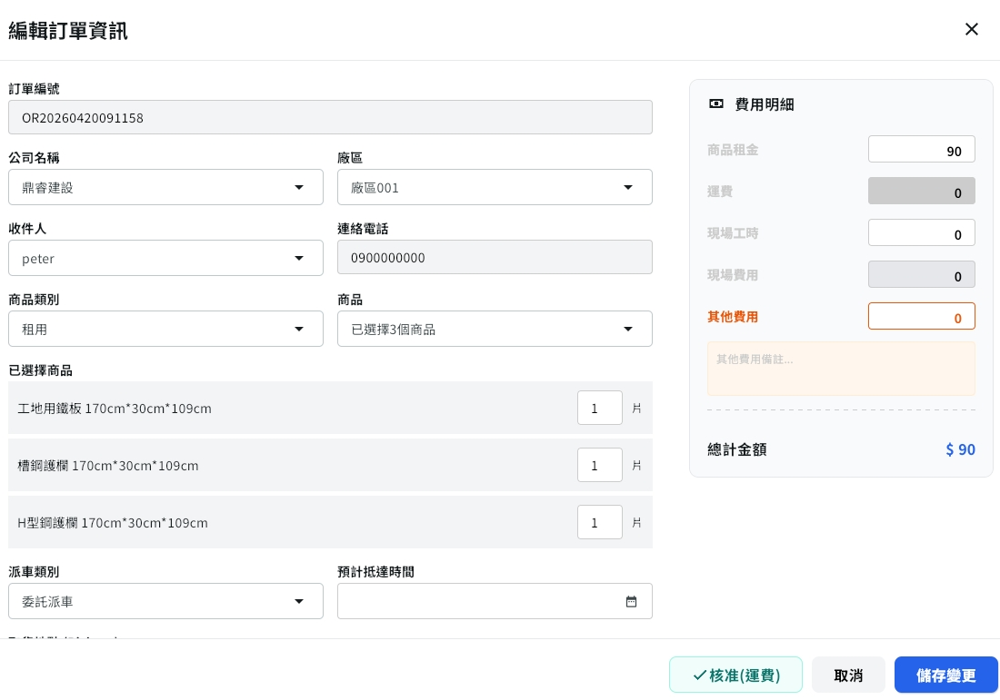 編輯訂單資訊
訂單編號
OR20260420091158
公司名稱
鼎睿建設
廠區
廠區001
收件人
peter
連絡電話
0900000000
商品類別
租用
商品
已選擇3個商品
已選擇商品
工地用鐵板 170cm*30cm*109cm
1 片
槽鋼護欄 170cm*30cm*109cm
1 片
H型鋼護欄 170cm*30cm*109cm
1 片
派車類別
委託派車
預計抵達時間
費用明細
商品租金 90
運費 0
現場工時 0
現場費用 0
其他費用 0
其他費用備註...
總計金額 $ 90
核准(運費)
取消
儲存變更